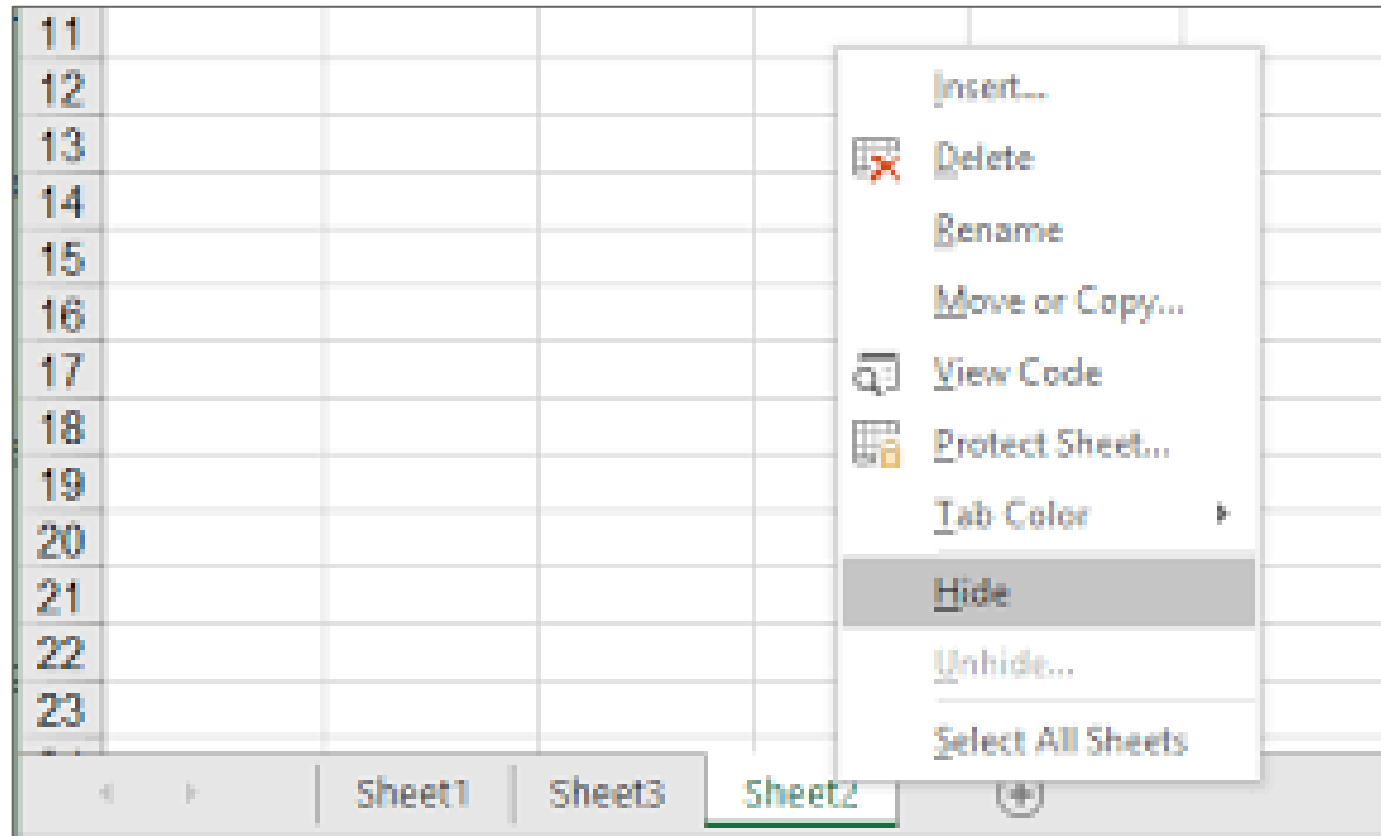 11
12
13
14
15
16
17
18
19
20
21
22
23
Insert...
Delete
Rename
Move or Copy...
View Code
Protect Sheet...
Tab Color
Hide
Unhide...
Select All Sheets
Sheet1 Sheet3 Sheet2